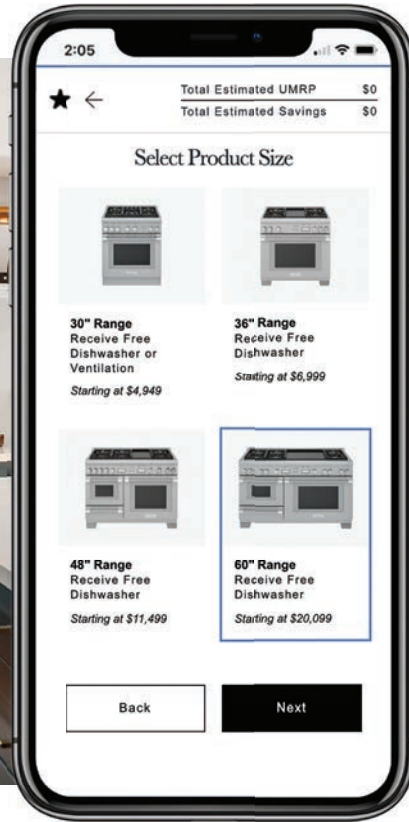 2:05
Total Estimated UMRP $0
Total Estimated Savings $0
Select Product Size
30" Range
Receive Free
Dishwasher or
Ventilation
Starting at $4,949
36" Range
Receive Free
Dishwasher
Starting at $6,999
48" Range
Receive Free
Dishwasher
Starting at $11,499
60" Range
Receive Free
Dishwasher
Starting at $20,099
Back
Next